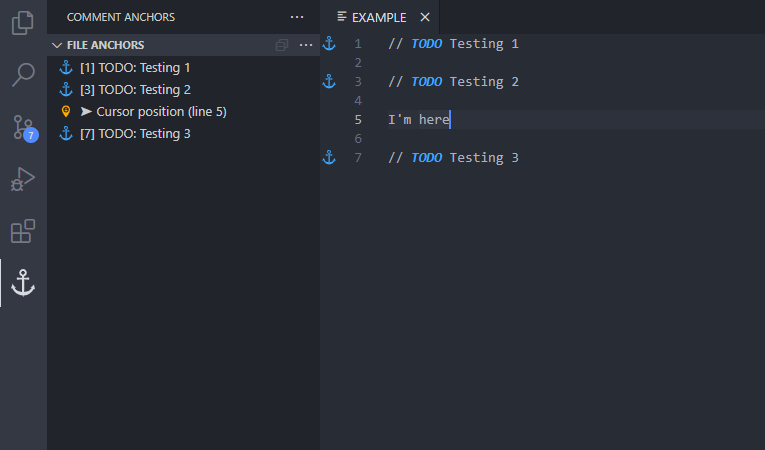 COMMENT ANCHORS
FILE ANCHORS
[1] TODO: Testing 1
[3] TODO: Testing 2
➤ Cursor position (line 5)
[7] TODO: Testing 3
7
EXAMPLE
1 // TODO Testing 1
2
3 // TODO Testing 2
4
5 I'm here
6
7 // TODO Testing 3